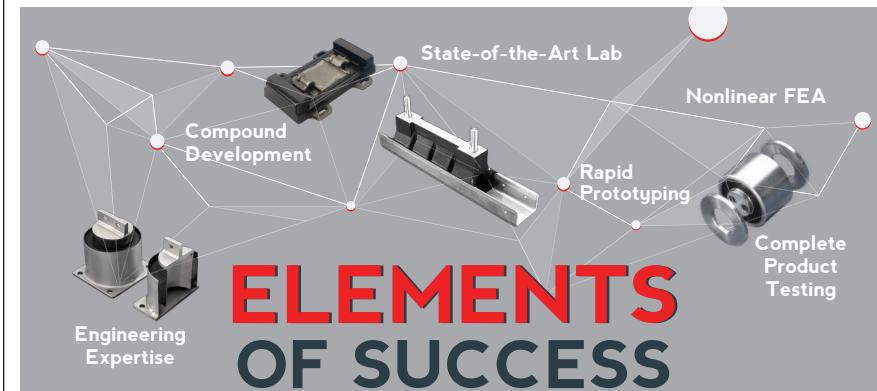 State-of-the-Art Lab
Nonlinear FEA
Compound
Development
Rapid
Prototyping
Complete
Product
Testing
Engineering
Expertise
ELEMENTS
OF SUCCESS